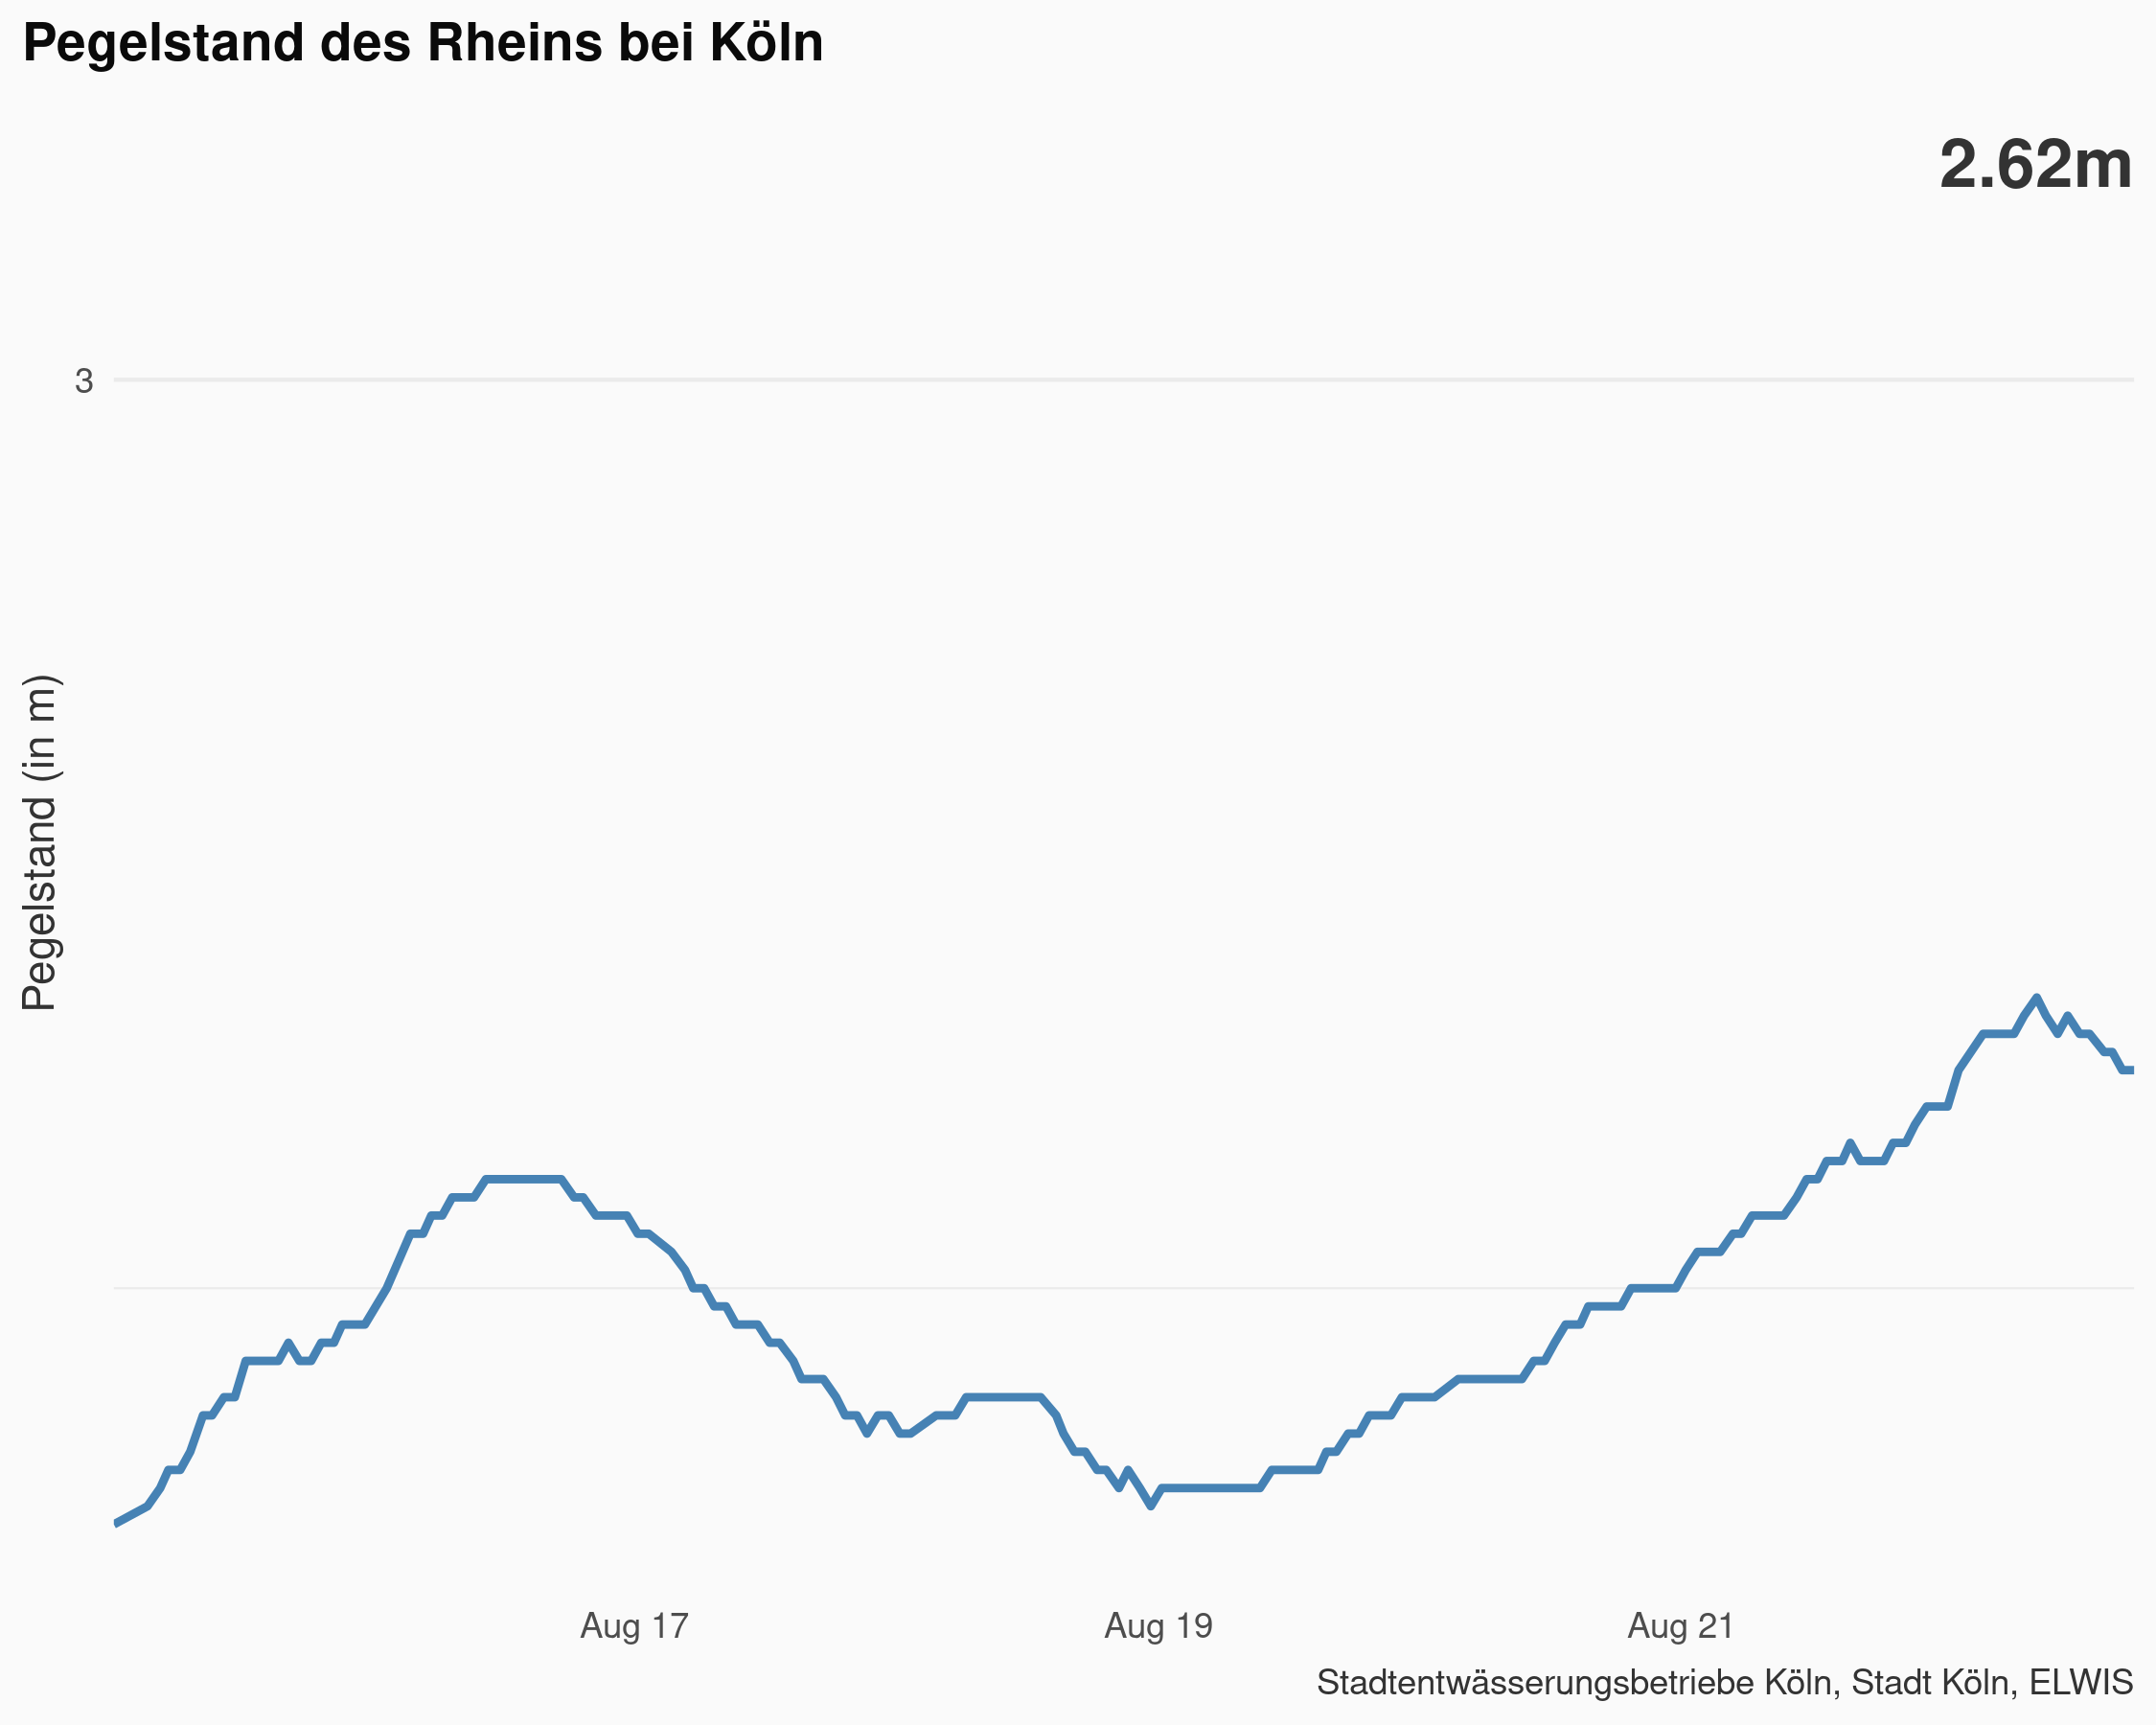 Pegelstand des Rheins bei Köln
2.62m
3
Pegelstand (in m)
Aug 17
Aug 19
Aug 21
Stadtentwässerungsbetriebe Köln, Stadt Köln, ELWIS